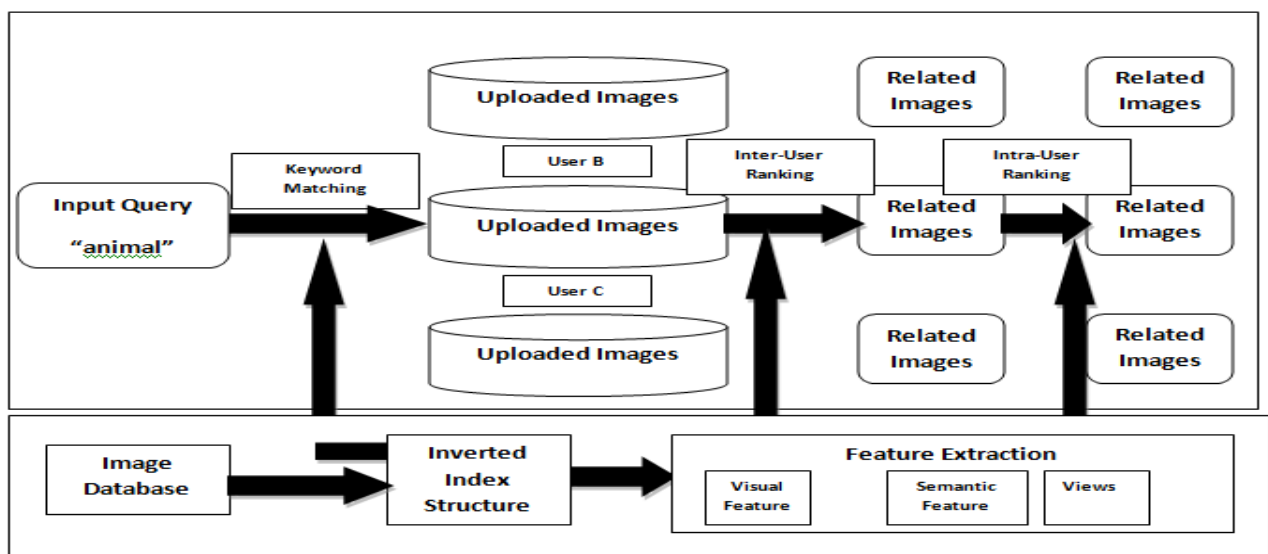 Uploaded Images
Related
Images
Related
Images
Keyword
Matching
User B
Inter-User
Ranking
Intra-User
Ranking
Input Query
“animal”
Uploaded Images
Related
Images
Related
Images
User C
Uploaded Images
Related
Images
Related
Images
Image
Database
Inverted
Index
Structure
Feature Extraction
Visual
Feature
Semantic
Feature
Views